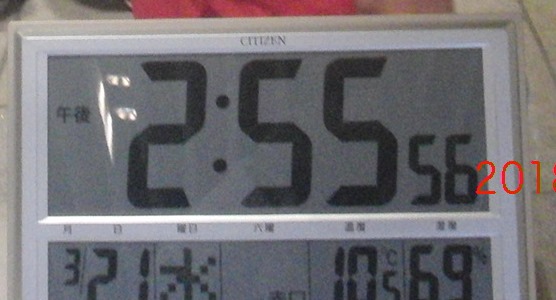 CITIZEN
午後 2:55 56
2018
月 日 曜日 六曜 温度 湿度
3 21 水 10.5 ℃ 69 %